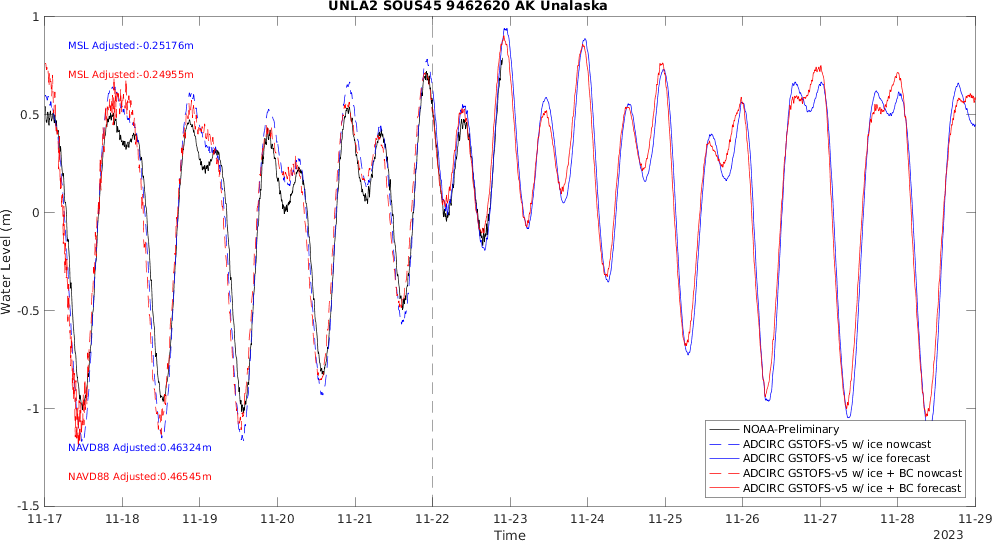 UNLA2 SOUS45 9462620 AK Unalaska
MSL Adjusted:-0.25176m
MSL Adjusted:-0.24955m
NAVD88 Adjusted:0.46324m
NAVD88 Adjusted:0.46545m
Water Level (m)
1
0.5
0
-0.5
-1
-1.5
NOAA-Preliminary
ADCIRC GSTOFS-v5 w/ ice nowcast
ADCIRC GSTOFS-v5 w/ ice forecast
ADCIRC GSTOFS-v5 w/ ice + BC nowcast
ADCIRC GSTOFS-v5 w/ ice + BC forecast
11-17 11-18 11-19 11-20 11-21 11-22 11-23 11-24 11-25 11-26 11-27 11-28 11-29
Time
2023